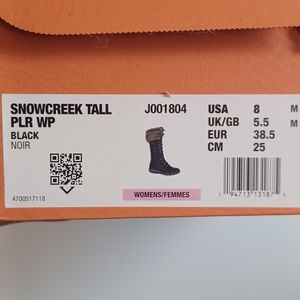 SNOWCREEK TALL
PLR WP
BLACK
NOIR
4700517118
J001804
WOMENS/FEMMES
USA 8 M
UK/GB 5.5 M
EUR 38.5
CM 25